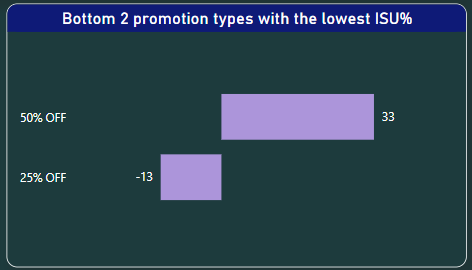 Bottom 2 promotion types with the lowest ISU%
50% OFF 33
25% OFF -13